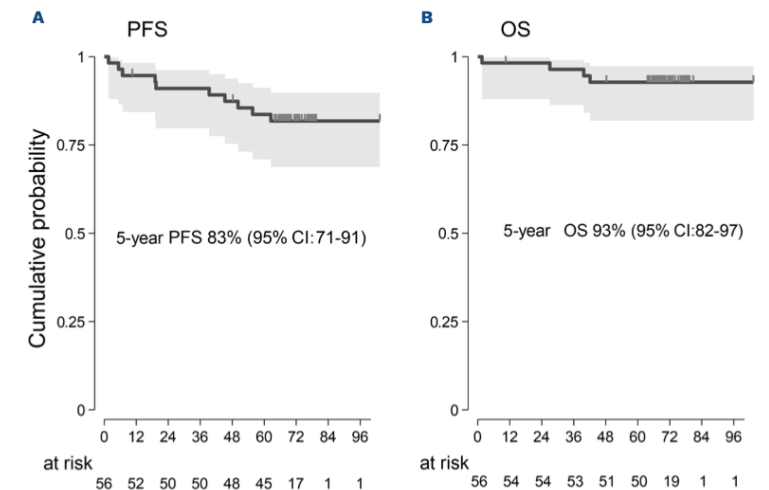 A
PFS
Cumulative probability
1
0.75
0.5
0.25
0
5-year PFS 83% (95% CI:71-91)
0 12 24 36 48 60 72 84 96
at risk
56 52 50 50 48 45 17 1 1
B
OS
1
0.75
0.5
0.25
0
5-year OS 93% (95% CI:82-97)
0 12 24 36 48 60 72 84 96
at risk
56 54 54 53 51 50 19 1 1